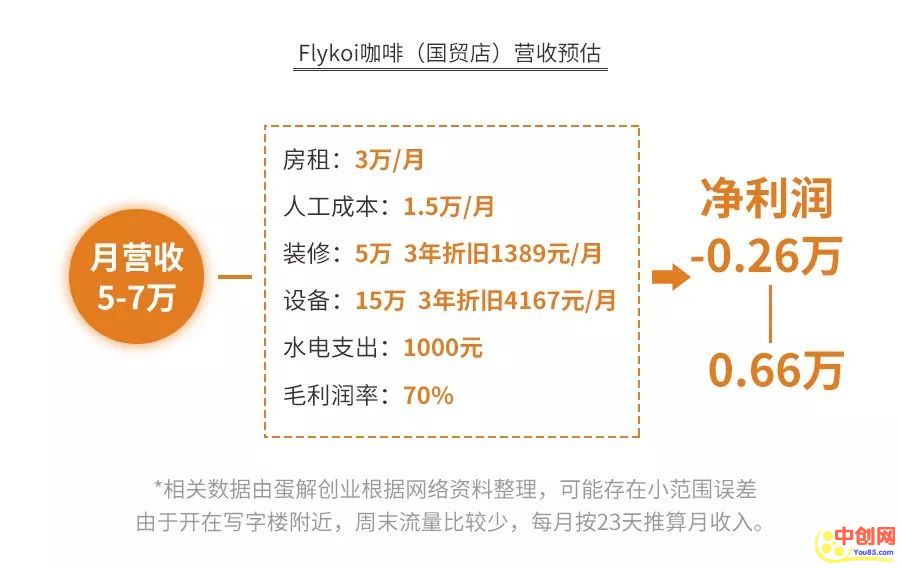 Flykoi咖啡（国贸店）营收预估
月营收
5-7万
房租：3万/月
人工成本：1.5万/月
装修：5万 3年折旧1389元/月
设备：15万 3年折旧4167元/月
水电支出：1000元
毛利润率：70%
净利润
-0.26万
0.66万
*相关数据由蛋解创业根据网络资料整理，可能存在小范围误差
由于开在写字楼附近，周末流量比较少，每月按23天推算月收入。
中创网
You85.com